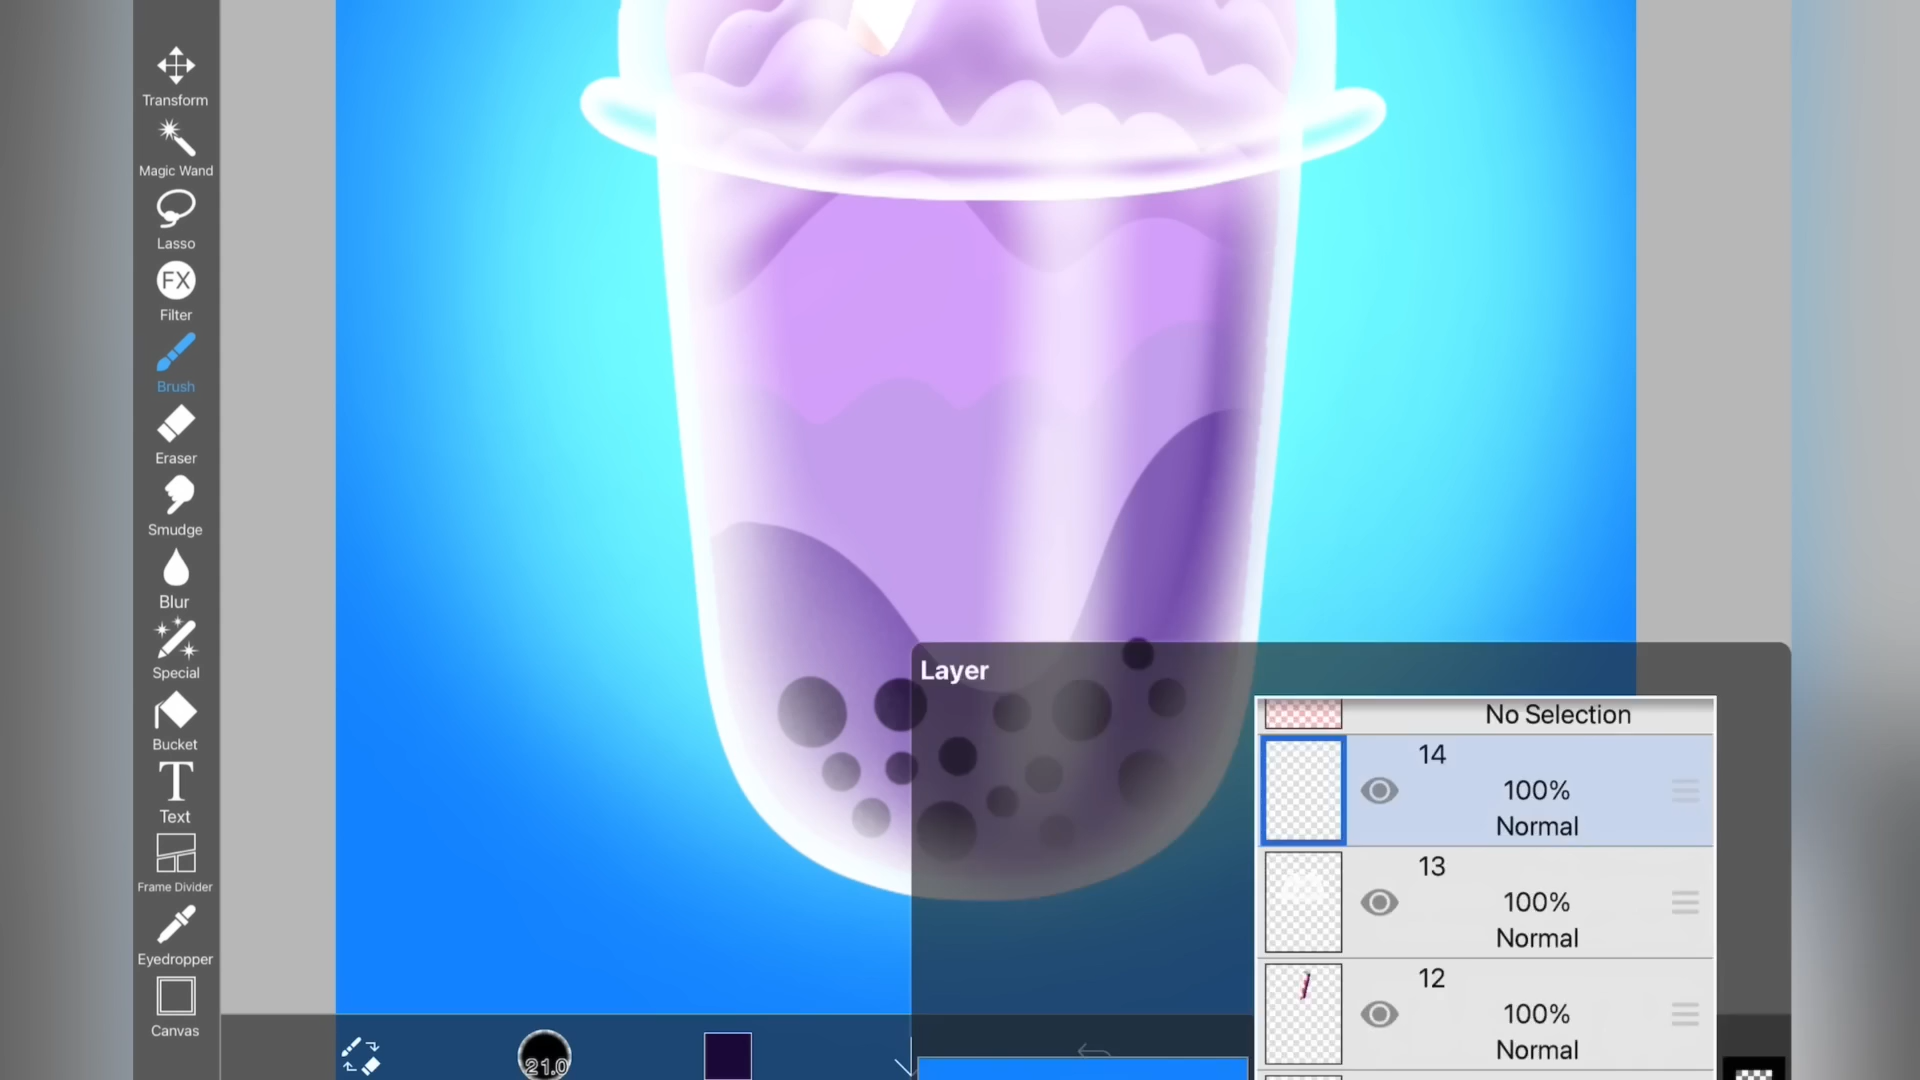 Transform
Magic Wand
Lasso
FX
Filter
Brush
Eraser
Smudge
Blur
Special
Bucket
T
Text
Frame Divider
Eyedropper
Canvas
21.0
Layer
No Selection
14
100%
Normal
13
100%
Normal
12
100%
Normal